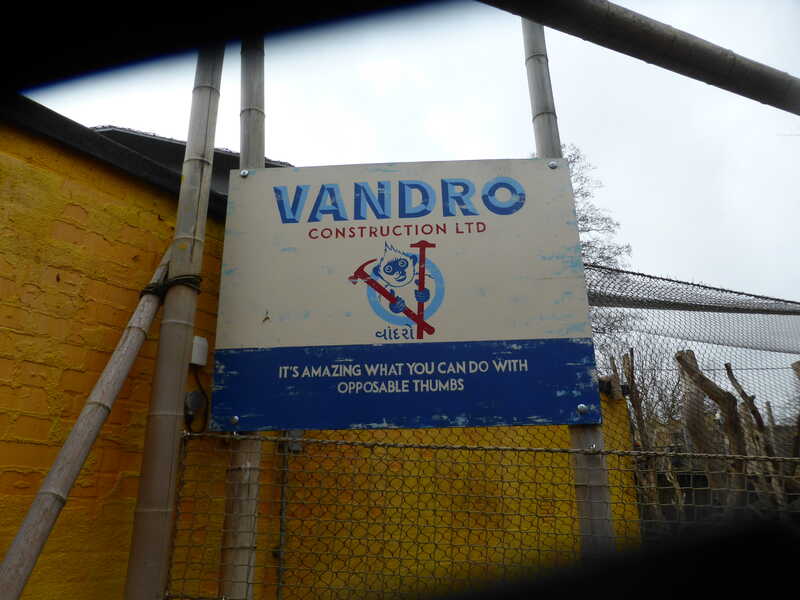 VANDRO
CONSTRUCTION LTD
વાંદરો
IT'S AMAZING WHAT YOU CAN DO WITH
OPPOSABLE THUMBS